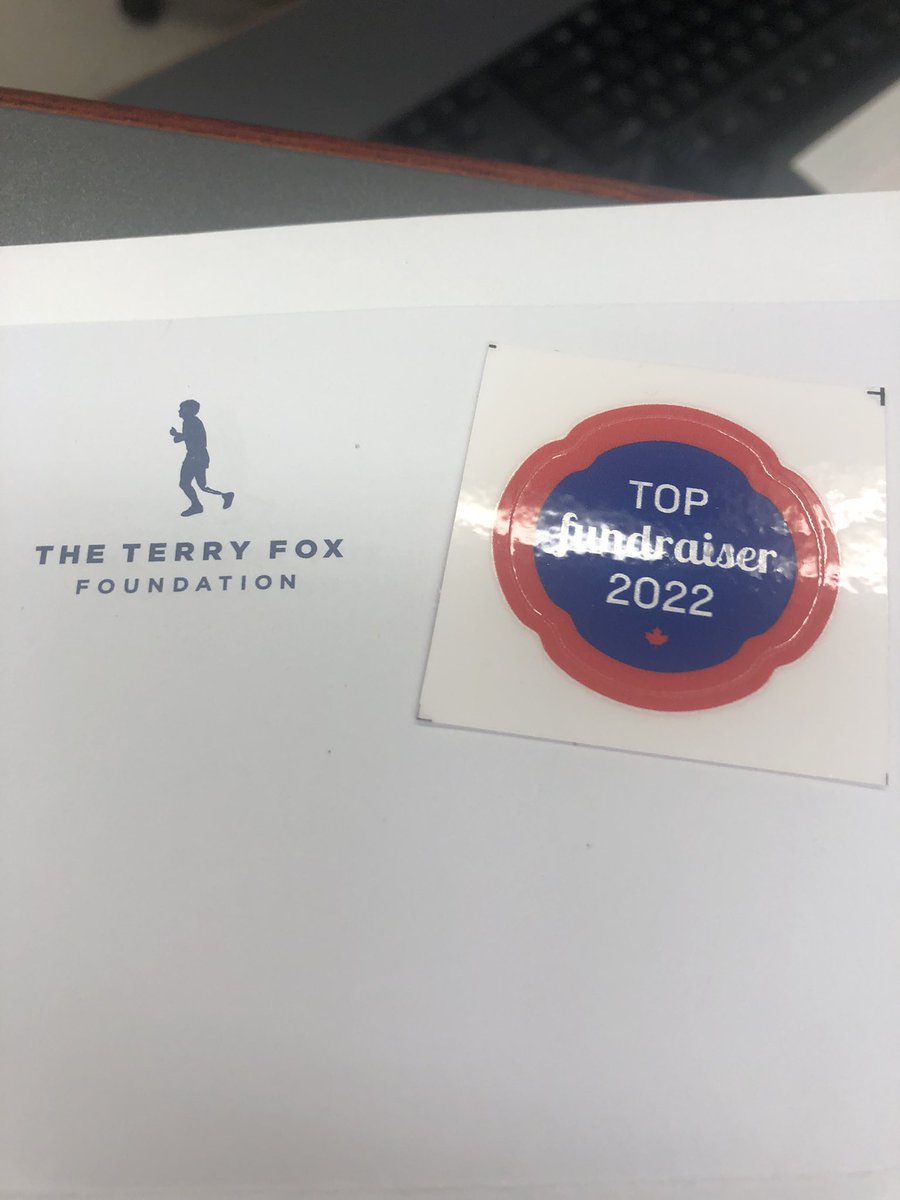 THE TERRY FOX
FOUNDATION
TOP
fundraiser
2022